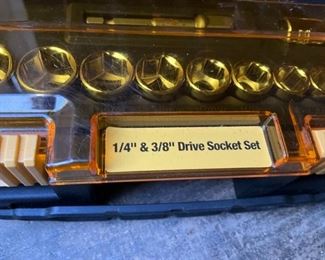 1/4" & 3/8" Drive Socket Set